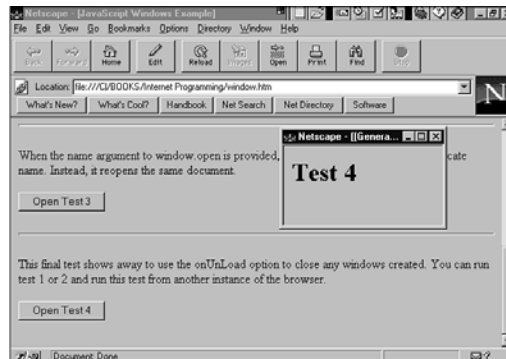 Netscape - [JavaScript Windows Example]
File Edit View Go Bookmarks Options Directory Window Help
Back Forward Home Edit Reload Images Open Print Find Stop
Location: file:///C|/BOOKS/Internet Programming/window.htm
N
What's New? What's Cool? Handbook Net Search Net Directory Software
Netscape - [[Genera...
Test 4
When the name argument to window.open is provided, cate
name. Instead, it reopens the same document.
Open Test 3
This final test shows away to use the onUnLoad option to close any windows created. You can run
test 1 or 2 and run this test from another instance of the browser.
Open Test 4
Document: Done